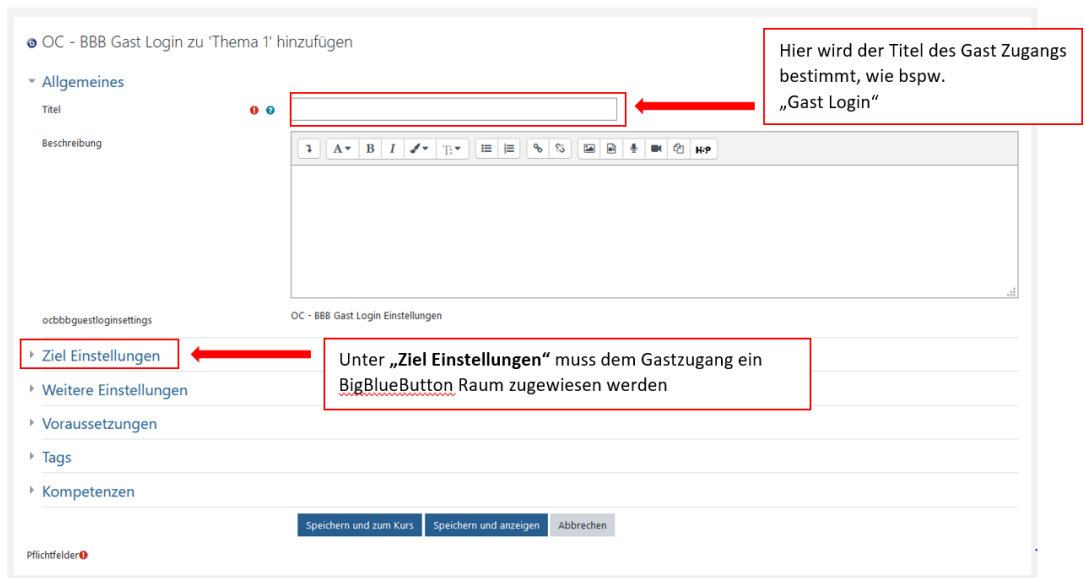 OC - BBB Gast Login zu 'Thema 1' hinzufügen
Hier wird der Titel des Gast Zugangs
bestimmt, wie bspw.
„Gast Login“
Allgemeines
Titel
Beschreibung
A B I T:
H-P
ocbbbguestloginsettings
OC - BBB Gast Login Einstellungen
Ziel Einstellungen
Unter „Ziel Einstellungen“ muss dem Gastzugang ein
BigBlueButton Raum zugewiesen werden
Weitere Einstellungen
Voraussetzungen
Tags
Kompetenzen
Speichern und zum Kurs Speichern und anzeigen Abbrechen
Pflichtfelder